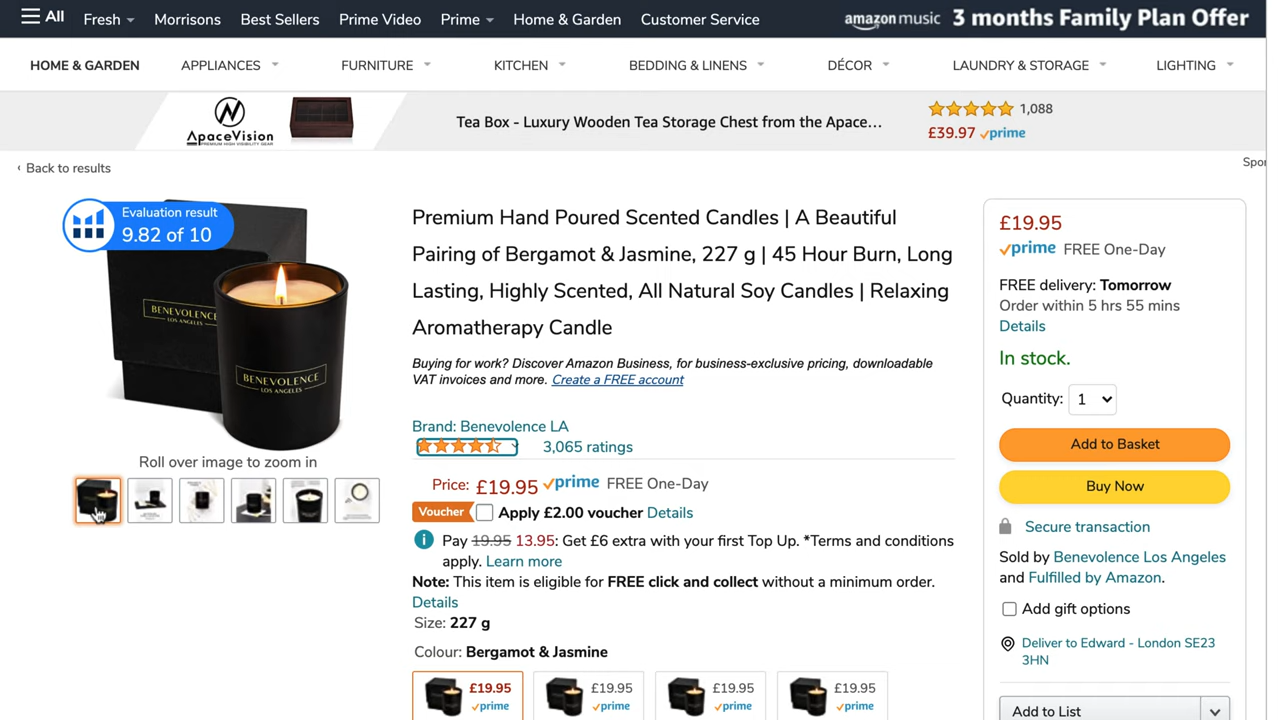 All
Fresh
Morrisons
Best Sellers
Prime Video
Prime
Home & Garden
Customer Service
amazon music
3 months Family Plan Offer
HOME & GARDEN
APPLIANCES
FURNITURE
KITCHEN
BEDDING & LINENS
DÉCOR
LAUNDRY & STORAGE
LIGHTING
ApaceVision
PREMIUM HIGH VISIBILITY GEAR
Tea Box - Luxury Wooden Tea Storage Chest from the Apace...
1,088
£39.97 prime
‹ Back to results
Spor
Evaluation result
9.82 of 10
BENEVOLENCE
LOS ANGELES
BENEVOLENCE
LOS ANGELES
Roll over image to zoom in
Premium Hand Poured Scented Candles | A Beautiful
Pairing of Bergamot & Jasmine, 227 g | 45 Hour Burn, Long
Lasting, Highly Scented, All Natural Soy Candles | Relaxing
Aromatherapy Candle
Buying for work? Discover Amazon Business, for business-exclusive pricing, downloadable
VAT invoices and more. Create a FREE account
Brand: Benevolence LA
3,065 ratings
Price: £19.95 prime FREE One-Day
Voucher Apply £2.00 voucher Details
Pay 19.95 13.95: Get £6 extra with your first Top Up. *Terms and conditions
apply. Learn more
Note: This item is eligible for FREE click and collect without a minimum order.
Details
Size: 227 g
Colour: Bergamot & Jasmine
£19.95
prime
£19.95
prime
£19.95
prime
£19.95
prime
£19.95
prime FREE One-Day
FREE delivery: Tomorrow
Order within 5 hrs 55 mins
Details
In stock.
Quantity: 1
Add to Basket
Buy Now
Secure transaction
Sold by Benevolence Los Angeles
and Fulfilled by Amazon.
Add gift options
Deliver to Edward - London SE23
3HN
Add to List